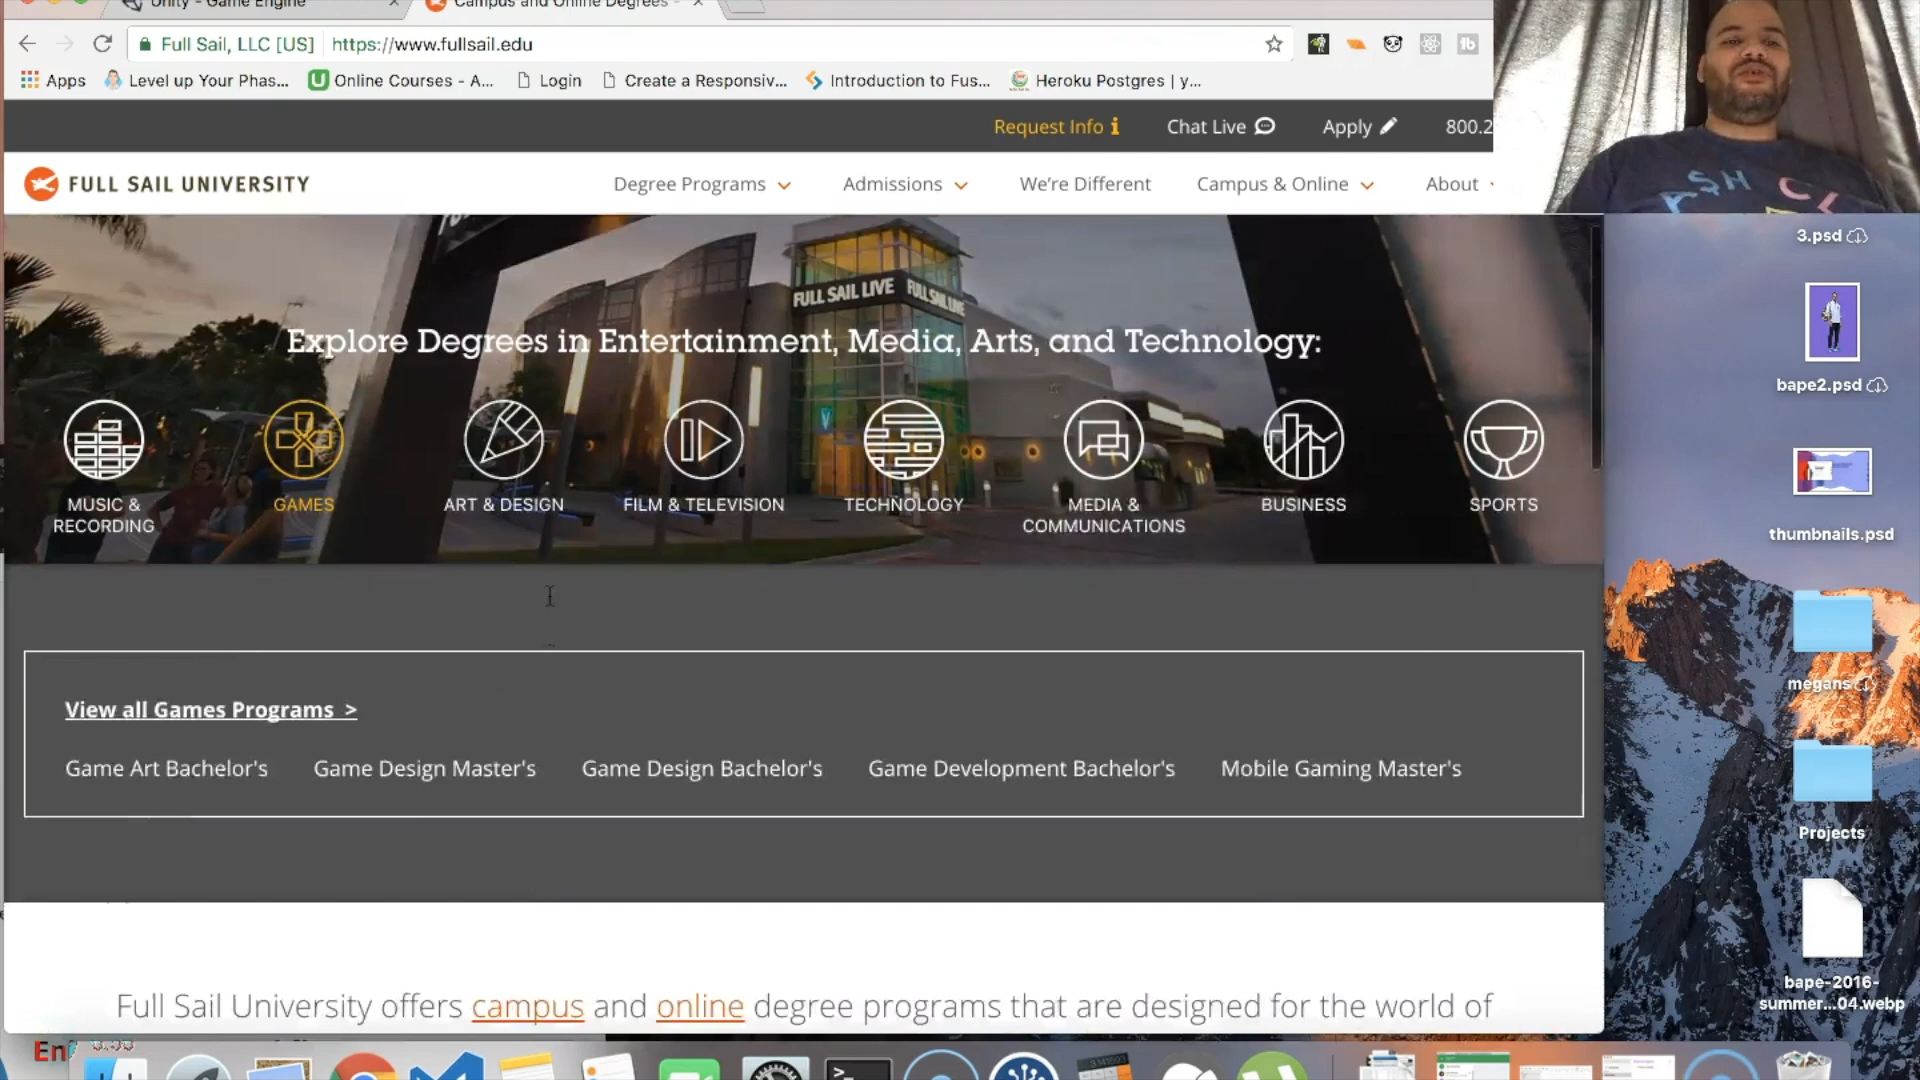 Unity - Game Engine
Campus and Online Degrees -
Full Sail, LLC [US]
https://www.fullsail.edu
Apps
Level up Your Phas...
Online Courses - A...
Login
Create a Responsiv...
Introduction to Fus...
Heroku Postgres | y...
Request Info
Chat Live
Apply
800.2
FULL SAIL UNIVERSITY
Degree Programs
Admissions
We're Different
Campus & Online
About
ASH CL
FULL SAIL LIVE
FULL SAIL LIVE
Explore Degrees in Entertainment, Media, Arts, and Technology:
MUSIC &
RECORDING
GAMES
ART & DESIGN
FILM & TELEVISION
TECHNOLOGY
MEDIA &
COMMUNICATIONS
BUSINESS
SPORTS
View all Games Programs >
Game Art Bachelor's
Game Design Master's
Game Design Bachelor's
Game Development Bachelor's
Mobile Gaming Master's
Full Sail University offers campus and online degree programs that are designed for the world of
3.psd
bape2.psd
thumbnails.psd
megans
Projects
bape-2016-
summer...04.webp